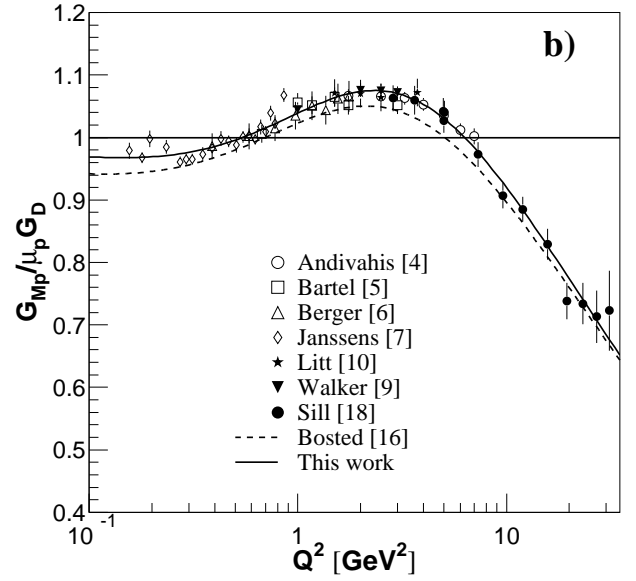 b)
G_Mp/μ_pG_D
1.2
1.1
1
0.9
0.8
0.7
0.6
0.5
0.4
Andivahis [4]
Bartel [5]
Berger [6]
Janssens [7]
Litt [10]
Walker [9]
Sill [18]
Bosted [16]
This work
10^-1
1
10
Q^2 [GeV^2]